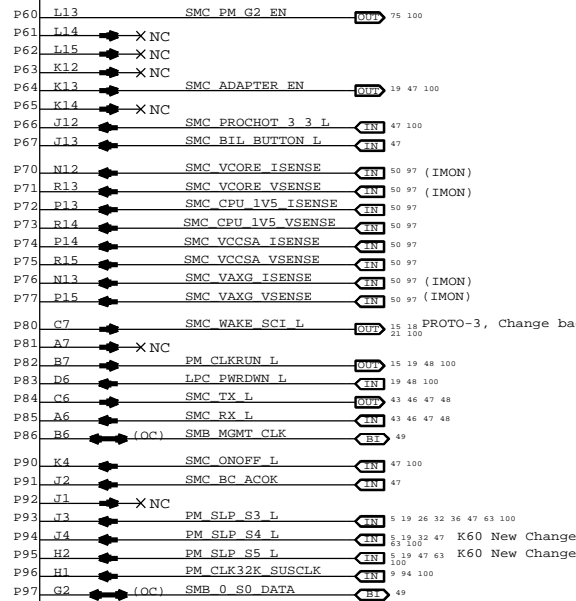 P60 L13 SMC_PM_G2_EN OUT 75 100
P61 L14 NC
P62 L15 NC
P63 K12 NC
P64 K13 SMC_ADAPTER_EN OUT 19 47 100
P65 K14 NC
P66 J12 SMC_PROCHOT_3_3_L IN 47 100
P67 J13 SMC_BIL_BUTTON_L IN 47
P70 N12 SMC_VCORE_ISENSE IN 50 97 (IMON)
P71 R13 SMC_VCORE_VSENSE IN 50 97 (IMON)
P72 P13 SMC_CPU_1V5_ISENSE IN 50 97
P73 R14 SMC_CPU_1V5_VSENSE IN 50 97
P74 P14 SMC_VCCSA_ISENSE IN 50 97
P75 R15 SMC_VCCSA_VSENSE IN 50 97
P76 N13 SMC_VAXG_ISENSE IN 50 97 (IMON)
P77 P15 SMC_VAXG_VSENSE IN 50 97 (IMON)
P80 C7 SMC_WAKE_SCI_L OUT 15 18 21 100 PROTO-3, Change ba
P81 A7 NC
P82 B7 PM_CLKRUN_L OUT 15 19 48 100
P83 D6 LPC_PWRDWN_L IN 19 48 100
P84 C6 SMC_TX_L OUT 43 46 47 48
P85 A6 SMC_RX_L IN 43 46 47 48
P86 B6 (OC) SMB_MGMT_CLK BI 49
P90 K4 SMC_ONOFF_L IN 47 100
P91 J2 SMC_BC_ACOK IN 47
P92 J1 NC
P93 J3 PM_SLP_S3_L IN 5 19 26 32 36 47 63 100
P94 J4 PM_SLP_S4_L IN 5 19 32 47 63 100 K60 New Change
P95 H2 PM_SLP_S5_L IN 5 19 47 63 100 K60 New Change
P96 H1 PM_CLK32K_SUSCLK IN 9 94 100
P97 G2 (OC) SMB_0_S0_DATA BI 49